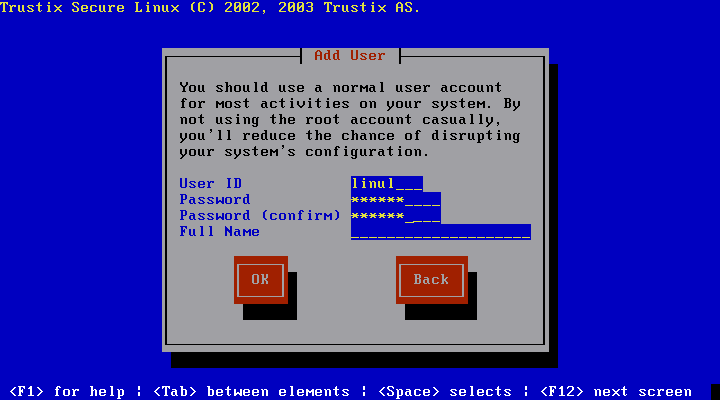 Trustix Secure Linux (C) 2002, 2003 Trustix AS.
Add User
You should use a normal user account
for most activities on your system. By
not using the root account casually,
you'll reduce the chance of disrupting
your system's configuration.
User ID linul___
Password ******____
Password (confirm) ******____
Full Name ____________________
OK Back
<F1> for help ¦ <Tab> between elements ¦ <Space> selects ¦ <F12> next screen